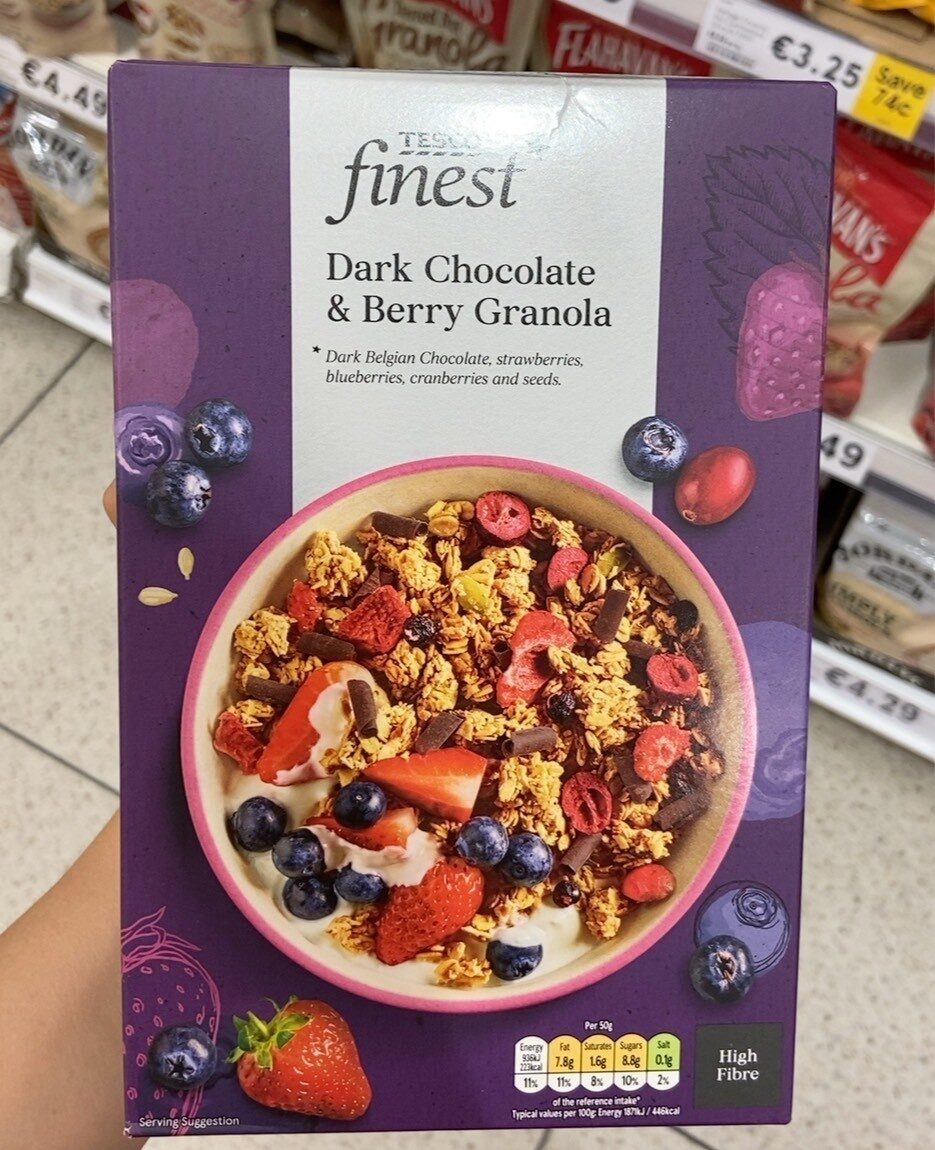 €4.49
FLAHAVAN
€3.25
Save
74c
TESCO
finest
Dark Chocolate
& Berry Granola
* Dark Belgian Chocolate, strawberries,
blueberries, cranberries and seeds.
VAN'S
49
SIMPLY
€4.29
Per 50g
Energy
936kJ
223kcal
11%
Fat
7.8g
11%
Saturates
1.6g
8%
Sugars
8.8g
10%
Salt
0.1g
2%
of the reference intake*
Typical values per 100g: Energy 1871kJ / 446kcal
High
Fibre
Serving Suggestion